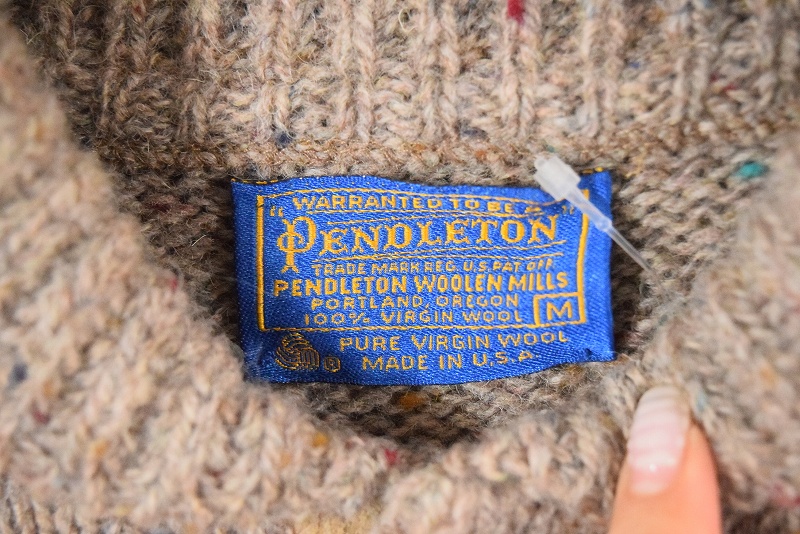 "WARRANTED TO BE A"
PENDLETON
TRADE MARK REG. U.S. PAT. OFF.
PENDLETON WOOLEN MILLS
PORTLAND, OREGON
100% VIRGIN WOOL M
PURE VIRGIN WOOL
® MADE IN U.S.A.